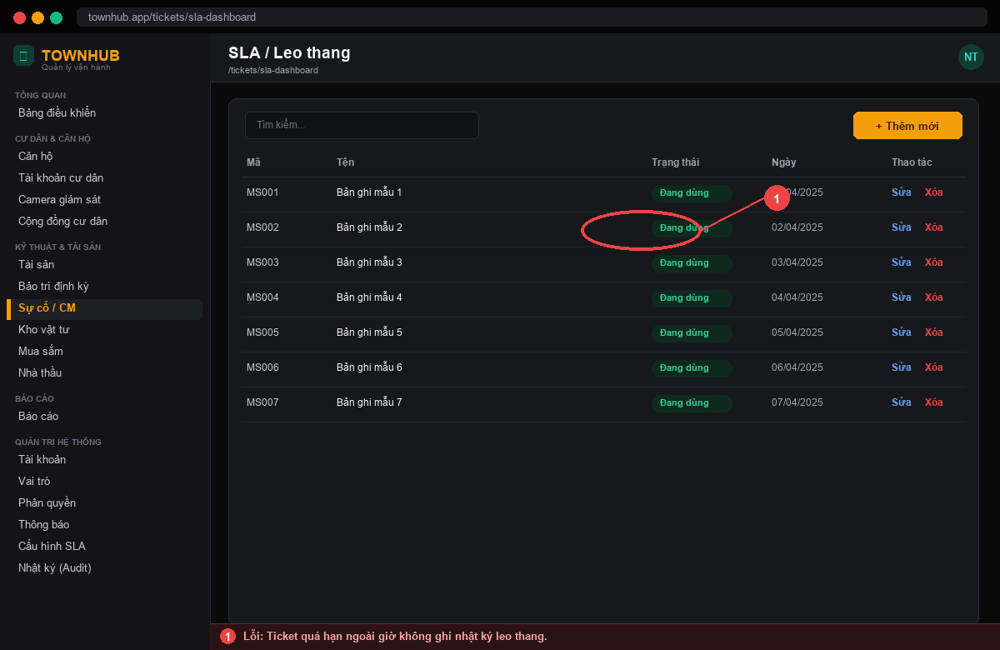 townhub.app/tickets/sla-dashboard
TOWNHUB
Quản lý vận hành
TỔNG QUAN
Bảng điều khiển
CƯ DÂN & CĂN HỘ
Căn hộ
Tài khoản cư dân
Camera giám sát
Cộng đồng cư dân
KỸ THUẬT & TÀI SẢN
Tài sản
Bảo trì định kỳ
Sự cố / CM
Kho vật tư
Mua sắm
Nhà thầu
BÁO CÁO
Báo cáo
QUẢN TRỊ HỆ THỐNG
Tài khoản
Vai trò
Phân quyền
Thông báo
Cấu hình SLA
Nhật ký (Audit)
SLA / Leo thang
/tickets/sla-dashboard
NT
Tìm kiếm...
+ Thêm mới
Mã Tên Trạng thái Ngày Thao tác
MS001 Bản ghi mẫu 1 Đang dùng /04/2025 Sửa Xóa
1
MS002 Bản ghi mẫu 2 Đang dùng 02/04/2025 Sửa Xóa
MS003 Bản ghi mẫu 3 Đang dùng 03/04/2025 Sửa Xóa
MS004 Bản ghi mẫu 4 Đang dùng 04/04/2025 Sửa Xóa
MS005 Bản ghi mẫu 5 Đang dùng 05/04/2025 Sửa Xóa
MS006 Bản ghi mẫu 6 Đang dùng 06/04/2025 Sửa Xóa
MS007 Bản ghi mẫu 7 Đang dùng 07/04/2025 Sửa Xóa
1 Lỗi: Ticket quá hạn ngoài giờ không ghi nhật ký leo thang.